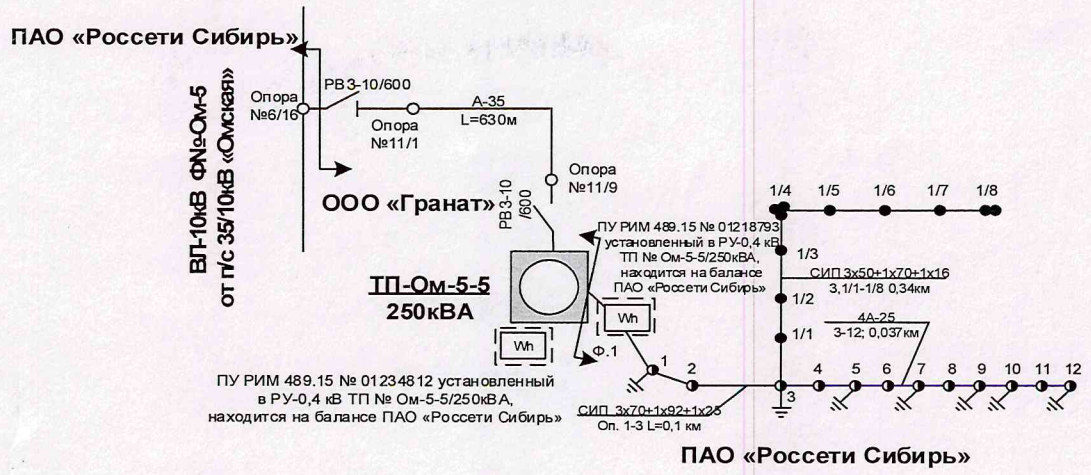 ПАО «Россети Сибирь»
ВЛ-10кВ Ф№Ом-5
от п/с 35/10кВ «Омская»
Опора
№6/16
РВЗ-10/600
Опора
№11/1
А-35
L=630м
Опора
№11/9
ООО «Гранат»
РВЗ-10
/600
ТП-Ом-5-5
250кВА
ПУ РИМ 489.15 № 01218793
установленный в РУ-0,4 кВ
ТП № Ом-5-5/250кВА,
находится на балансе
ПАО «Россети Сибирь»
Wh
Wh
Ф.1
ПУ РИМ 489.15 № 01234812 установленный
в РУ-0,4 кВ ТП № Ом-5-5/250кВА,
находится на балансе ПАО «Россети Сибирь»
1/4 1/5 1/6 1/7 1/8
1/3
СИП 3х50+1х70+1х16
3,1/1-1/8 0,34км
1/2
1/1
4А-25
3-12; 0,037км
1 2 3 4 5 6 7 8 9 10 11 12
СИП 3х70+1х92+1х25
Оп. 1-3 L=0,1 км
ПАО «Россети Сибирь»